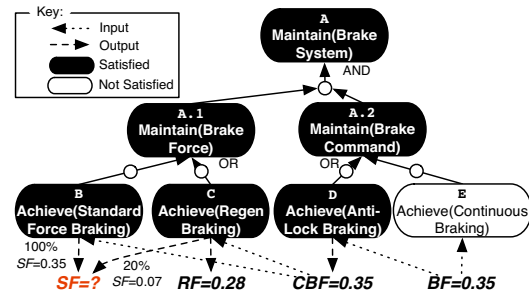 Key:
Input
Output
Satisfied
Not Satisfied
A
Maintain(Brake
System)
AND
A.1
Maintain(Brake
Force)
A.2
Maintain(Brake
Command)
OR
OR
B
Achieve(Standard
Force Braking)
C
Achieve(Regen
Braking)
D
Achieve(Anti-
Lock Braking)
E
Achieve(Continuous
Braking)
100%
SF=0.35
20%
SF=0.07
SF=?
RF=0.28
CBF=0.35
BF=0.35